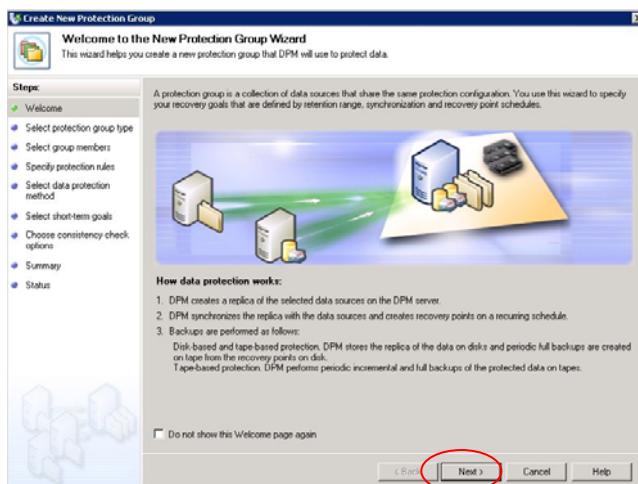 Create New Protection Group
Welcome to the New Protection Group Wizard
This wizard helps you create a new protection group that DPM will use to protect data.
Steps:
Welcome
Select protection group type
Select group members
Specify protection rules
Select data protection
method
Select short-term goals
Choose consistency check
options
Summary
Status
A protection group is a collection of data sources that share the same protection configuration. You use this wizard to specify
your recovery goals that are defined by retention range, synchronization and recovery point schedules.
How data protection works:
1. DPM creates a replica of the selected data sources on the DPM server.
2. DPM synchronizes the replica with the data sources and creates recovery points on a recurring schedule.
3. Backups are performed as follows:
Disk-based and tape-based protection. DPM stores the replica of the data on disks and periodic full backups are created
on tape from the recovery points on disk.
Tape-based protection. DPM performs periodic incremental and full backups of the protected data on tapes.
Do not show this Welcome page again
< Back
Next >
Cancel
Help